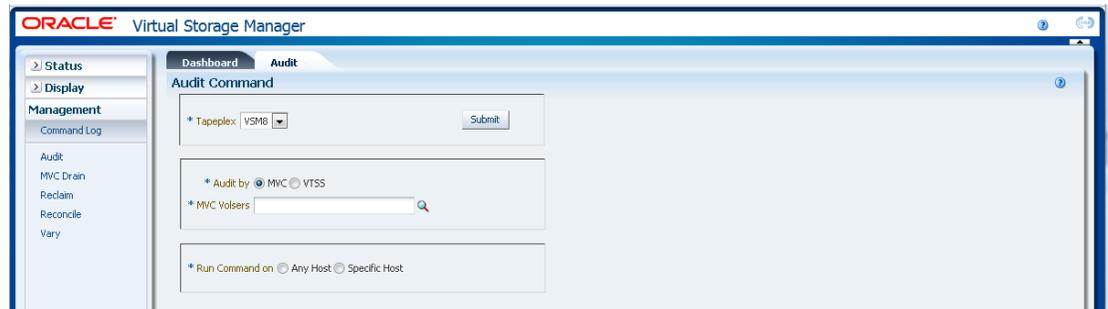 ORACLE Virtual Storage Manager
Status
Display
Management
Command Log
Audit
MVC Drain
Reclaim
Reconcile
Vary
Dashboard Audit
Audit Command
* Tapeplex VSM8 Submit
* Audit by MVC VTSS
* MVC Volsers
* Run Command on Any Host Specific Host